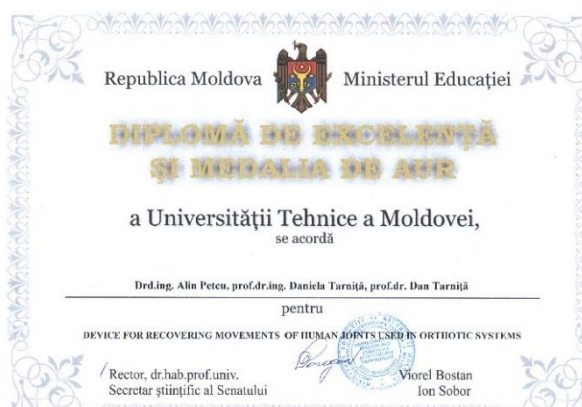 Republica Moldova Ministerul Educației
DIPLOMĂ DE EXCELENȚĂ
ȘI MEDALIA DE AUR
a Universității Tehnice a Moldovei,
se acordă
Drd.ing. Alin Petcu, prof.dr.ing. Daniela Tarniță, prof.dr. Dan Tarniță
pentru
DEVICE FOR RECOVERING MOVEMENTS OF HUMAN JOINTS USED IN ORTHOTIC SYSTEMS
Rector, dr.hab.prof.univ. Viorel Bostan
Secretar științific al Senatului Ion Sobor